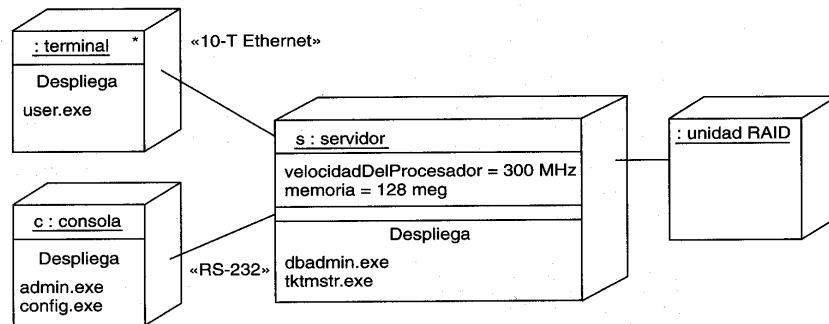 : terminal *
Despliega
user.exe
«10-T Ethernet»
c : consola
Despliega
admin.exe
config.exe
«RS-232»
s : servidor
velocidadDelProcesador = 300 MHz
memoria = 128 meg
Despliega
dbadmin.exe
tktmstr.exe
: unidad RAID